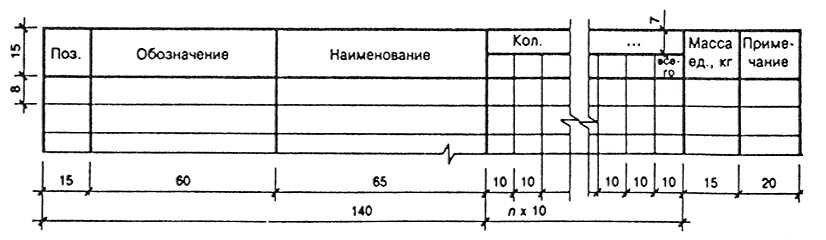 7
Кол.
...
15
Поз.
Обозначение
Наименование
все-
го
Масса
ед., кг
Приме-
чание
8
15
60
65
10
10
10
10
10
15
20
140
n x 10